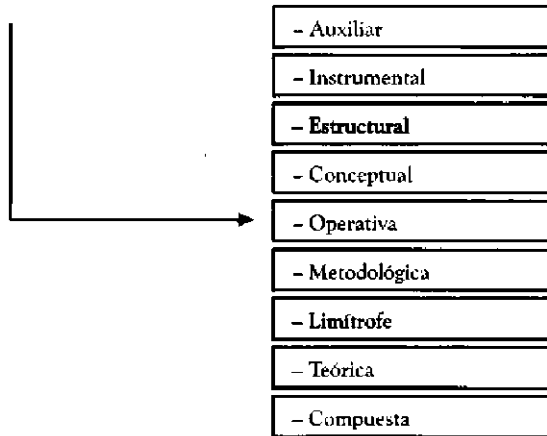 – Auxiliar
– Instrumental
– Estructural
– Conceptual
– Operativa
– Metodológica
– Limítrofe
– Teórica
– Compuesta